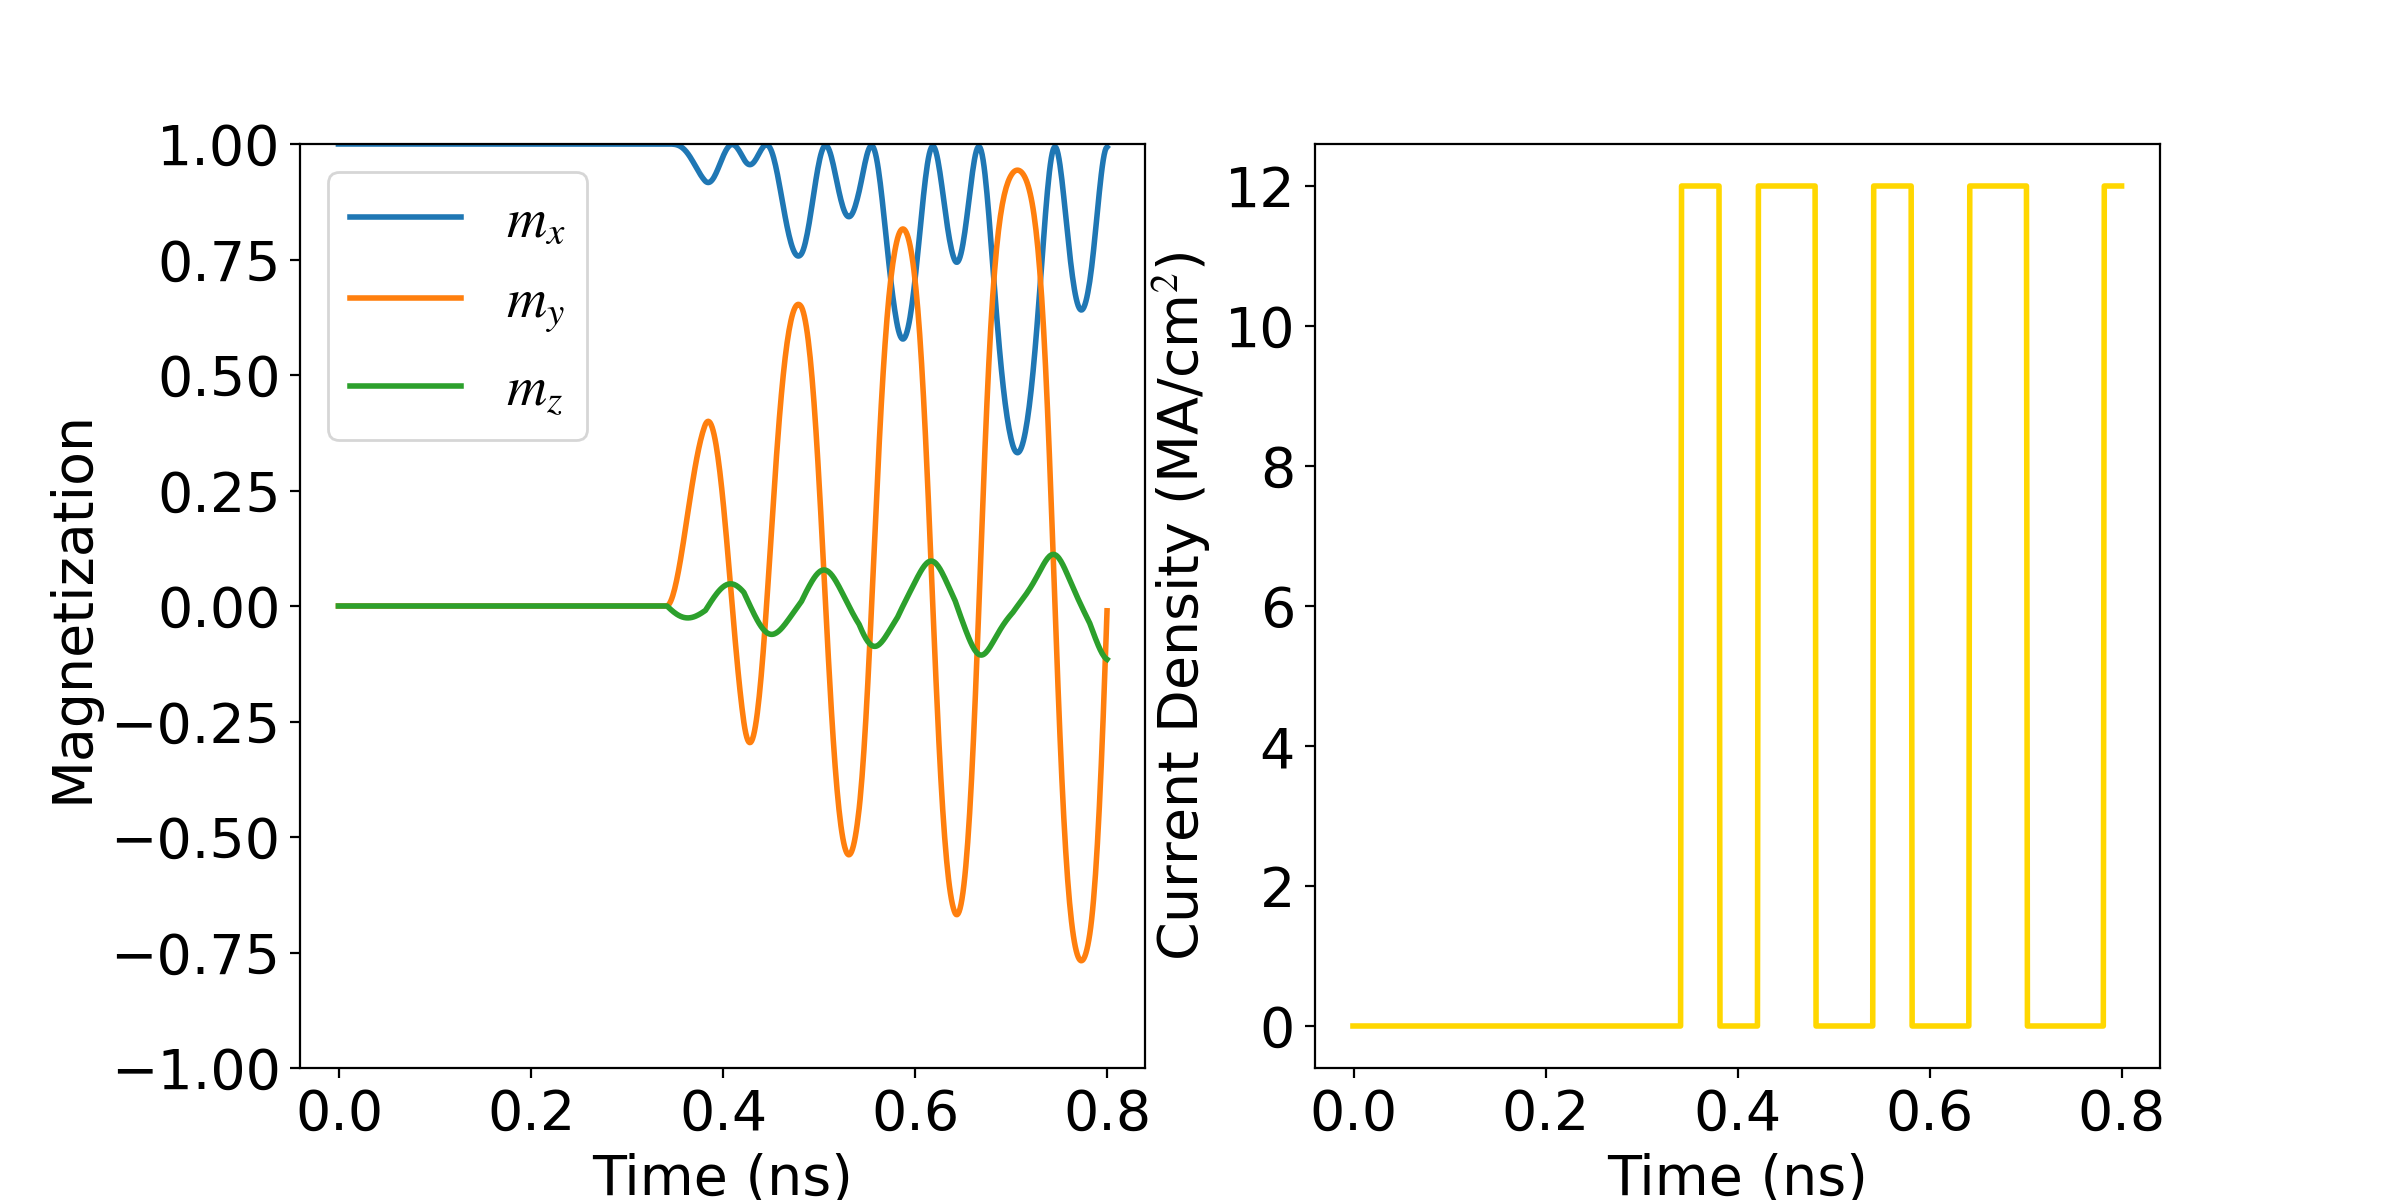 1.00
0.75
0.50
0.25
0.00
−0.25
−0.50
−0.75
−1.00
Magnetization
m_x
m_y
m_z
0.0 0.2 0.4 0.6 0.8
Time (ns)
12
10
8
6
4
2
0
Current Density (MA/cm²)
0.0 0.2 0.4 0.6 0.8
Time (ns)